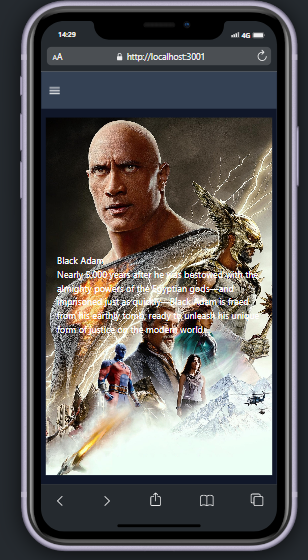 14:29
4G
AA
http://localhost:3001
Black Adam
Nearly 5,000 years after he was bestowed with the
almighty powers of the Egyptian gods—and
imprisoned just as quickly—Black Adam is freed
from his earthly tomb, ready to unleash his unique
form of justice on the modern world.